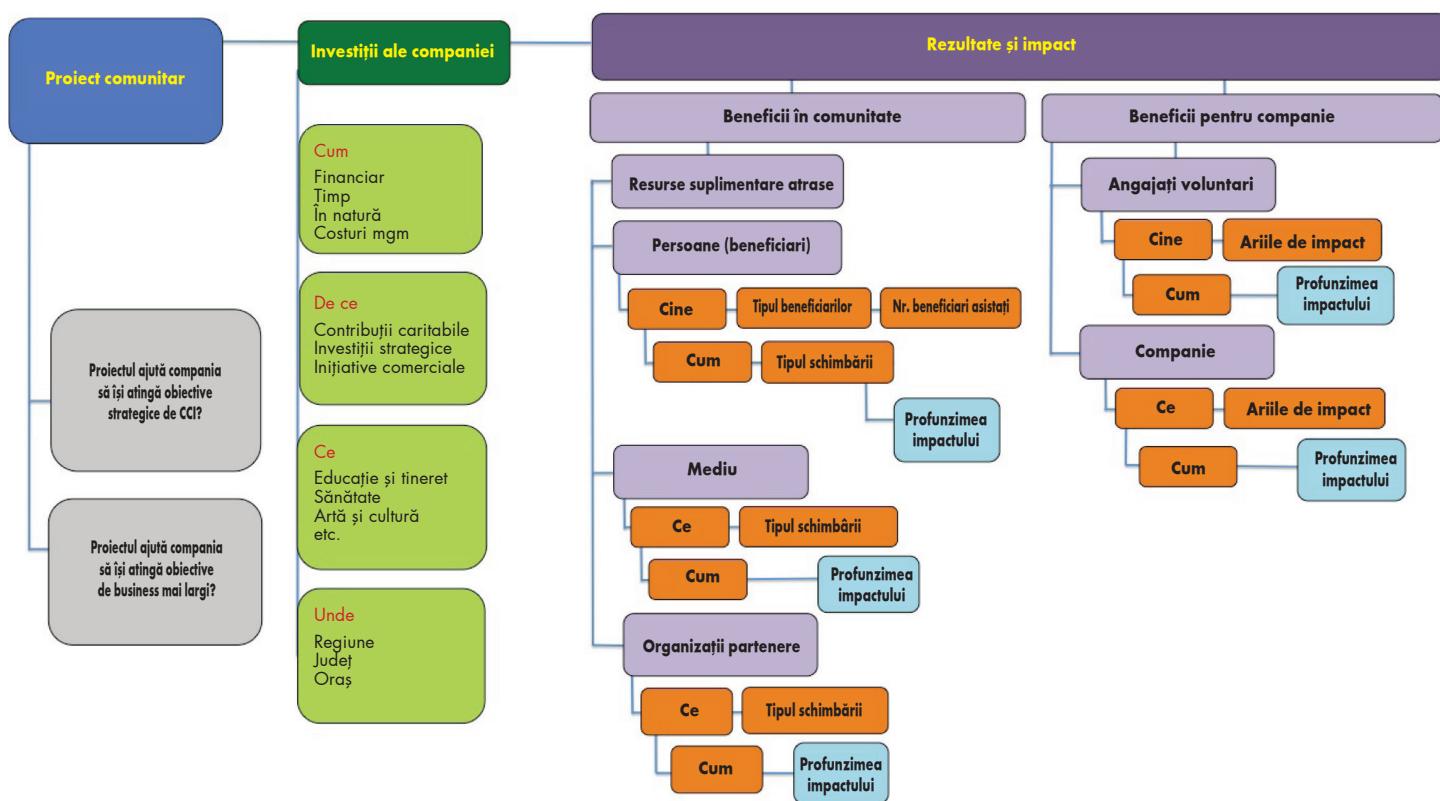 Proiect comunitar
Proiectul ajută compania
să își atingă obiective
strategice de CCI?
Proiectul ajută compania
să își atingă obiective
de business mai largi?
Investiții ale companiei
Cum
Financiar
Timp
În natură
Costuri mgm
De ce
Contribuții caritabile
Investiții strategice
Inițiative comerciale
Ce
Educație și tineret
Sănătate
Artă și cultură
etc.
Unde
Regiune
Județ
Oraș
Rezultate și impact
Beneficii în comunitate
Resurse suplimentare atrase
Persoane (beneficiari)
Cine
Tipul beneficiarilor
Nr. beneficiari asistați
Cum
Tipul schimbării
Profunzimea
impactului
Mediu
Ce
Tipul schimbârii
Cum
Profunzimea
impactului
Organizații partenere
Ce
Tipul schimbării
Cum
Profunzimea
impactului
Beneficii pentru companie
Angajați voluntari
Cine
Ariile de impact
Cum
Profunzimea
impactului
Companie
Ce
Ariile de impact
Cum
Profunzimea
impactului